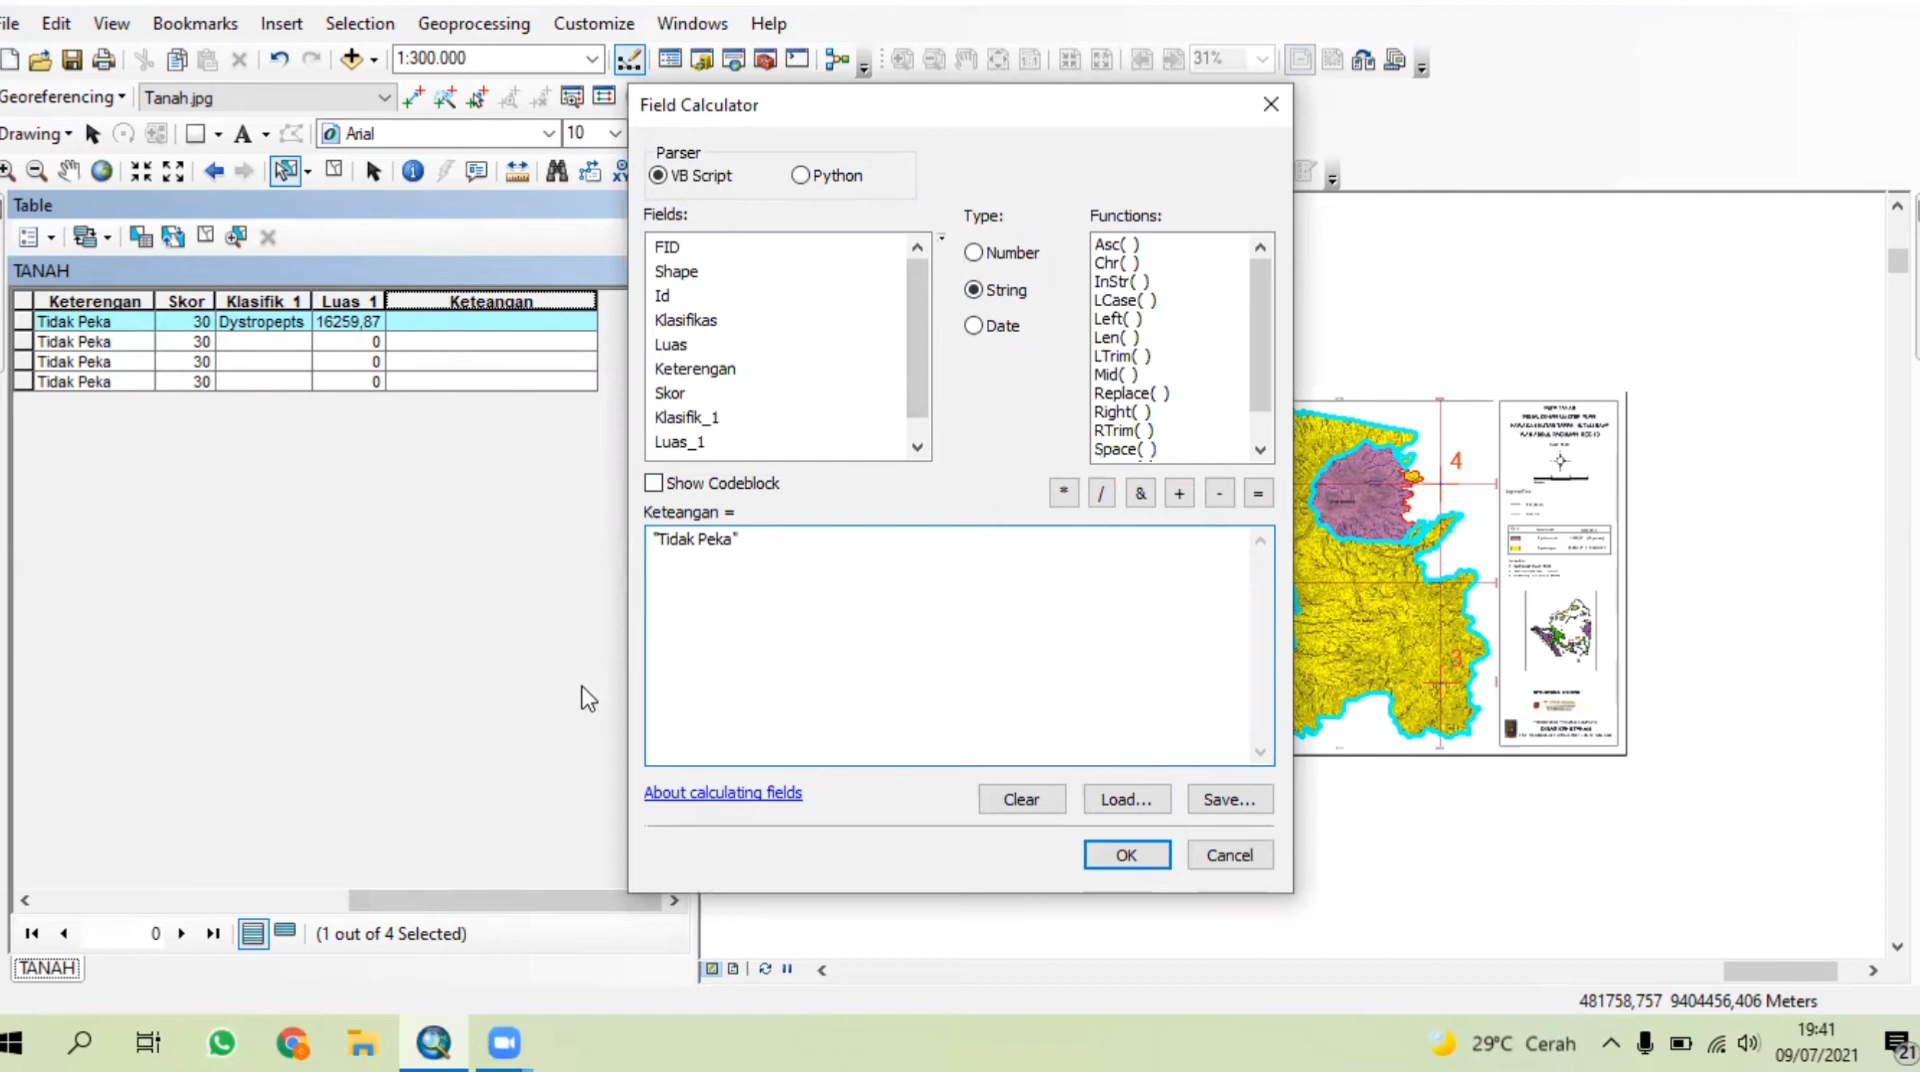 File Edit View Bookmarks Insert Selection Geoprocessing Customize Windows Help
1:300.000
31%
Georeferencing
Tanah.jpg
Drawing
A
Arial
10
Table
TANAH
Keterengan Skor Klasifik_1 Luas_1 Keteangan
Tidak Peka 30 Dystropepts 16259,87
Tidak Peka 30 0
Tidak Peka 30 0
Tidak Peka 30 0
0
(1 out of 4 Selected)
TANAH
Field Calculator
Parser
VB Script
Python
Fields:
FID
Shape
Id
Klasifikas
Luas
Keterengan
Skor
Klasifik_1
Luas_1
Type:
Number
String
Date
Functions:
Asc( )
Chr( )
InStr( )
LCase( )
Left( )
Len( )
LTrim( )
Mid( )
Replace( )
Right( )
RTrim( )
Space( )
Show Codeblock
* / & + - =
Keteangan =
"Tidak Peka"
About calculating fields
Clear
Load...
Save...
OK
Cancel
4
3
481758,757 9404456,406 Meters
29°C Cerah
19:41
09/07/2021
21